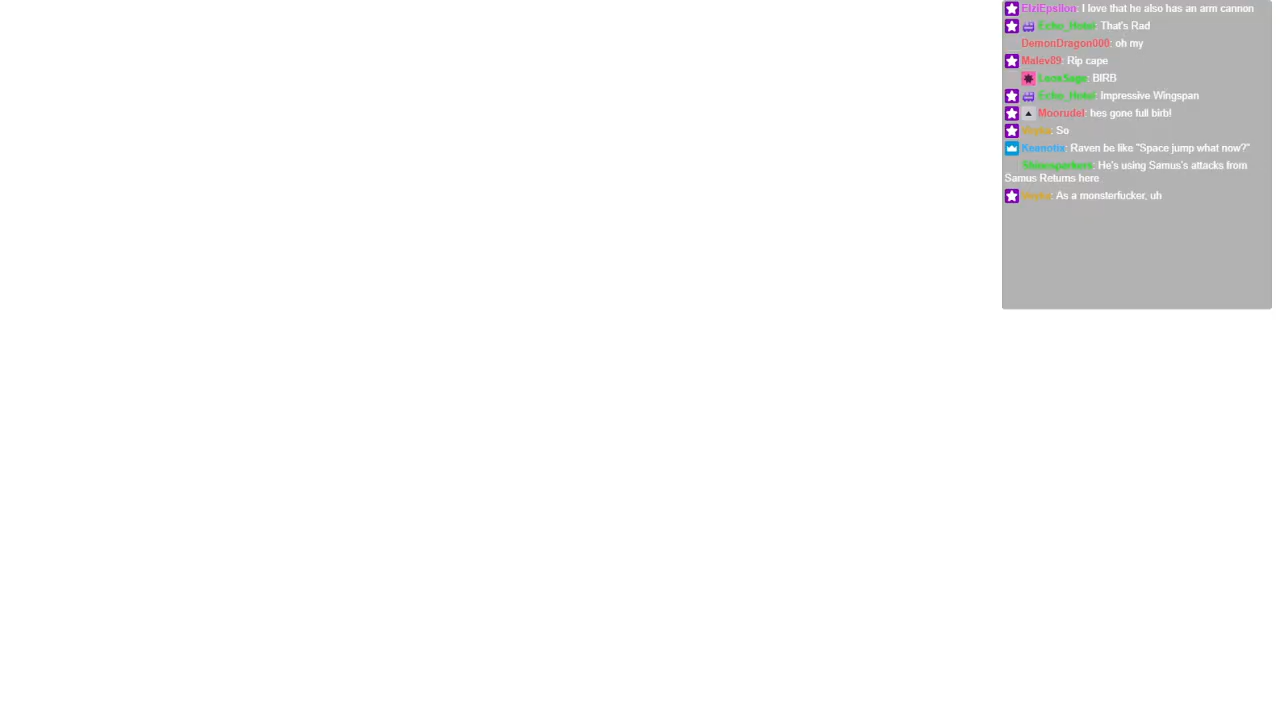 ElziEpsilon: I love that he also has an arm cannon
Echo_Hotel: That's Rad
DemonDragon000: oh my
Malev89: Rip cape
: BIRB
Echo_Hotel: Impressive Wingspan
Moorudel: hes gone full birb!
: So
Keanotix: Raven be like "Space jump what now?"
: He's using Samus's attacks from
Samus Returns here
: As a monsterfucker, uh